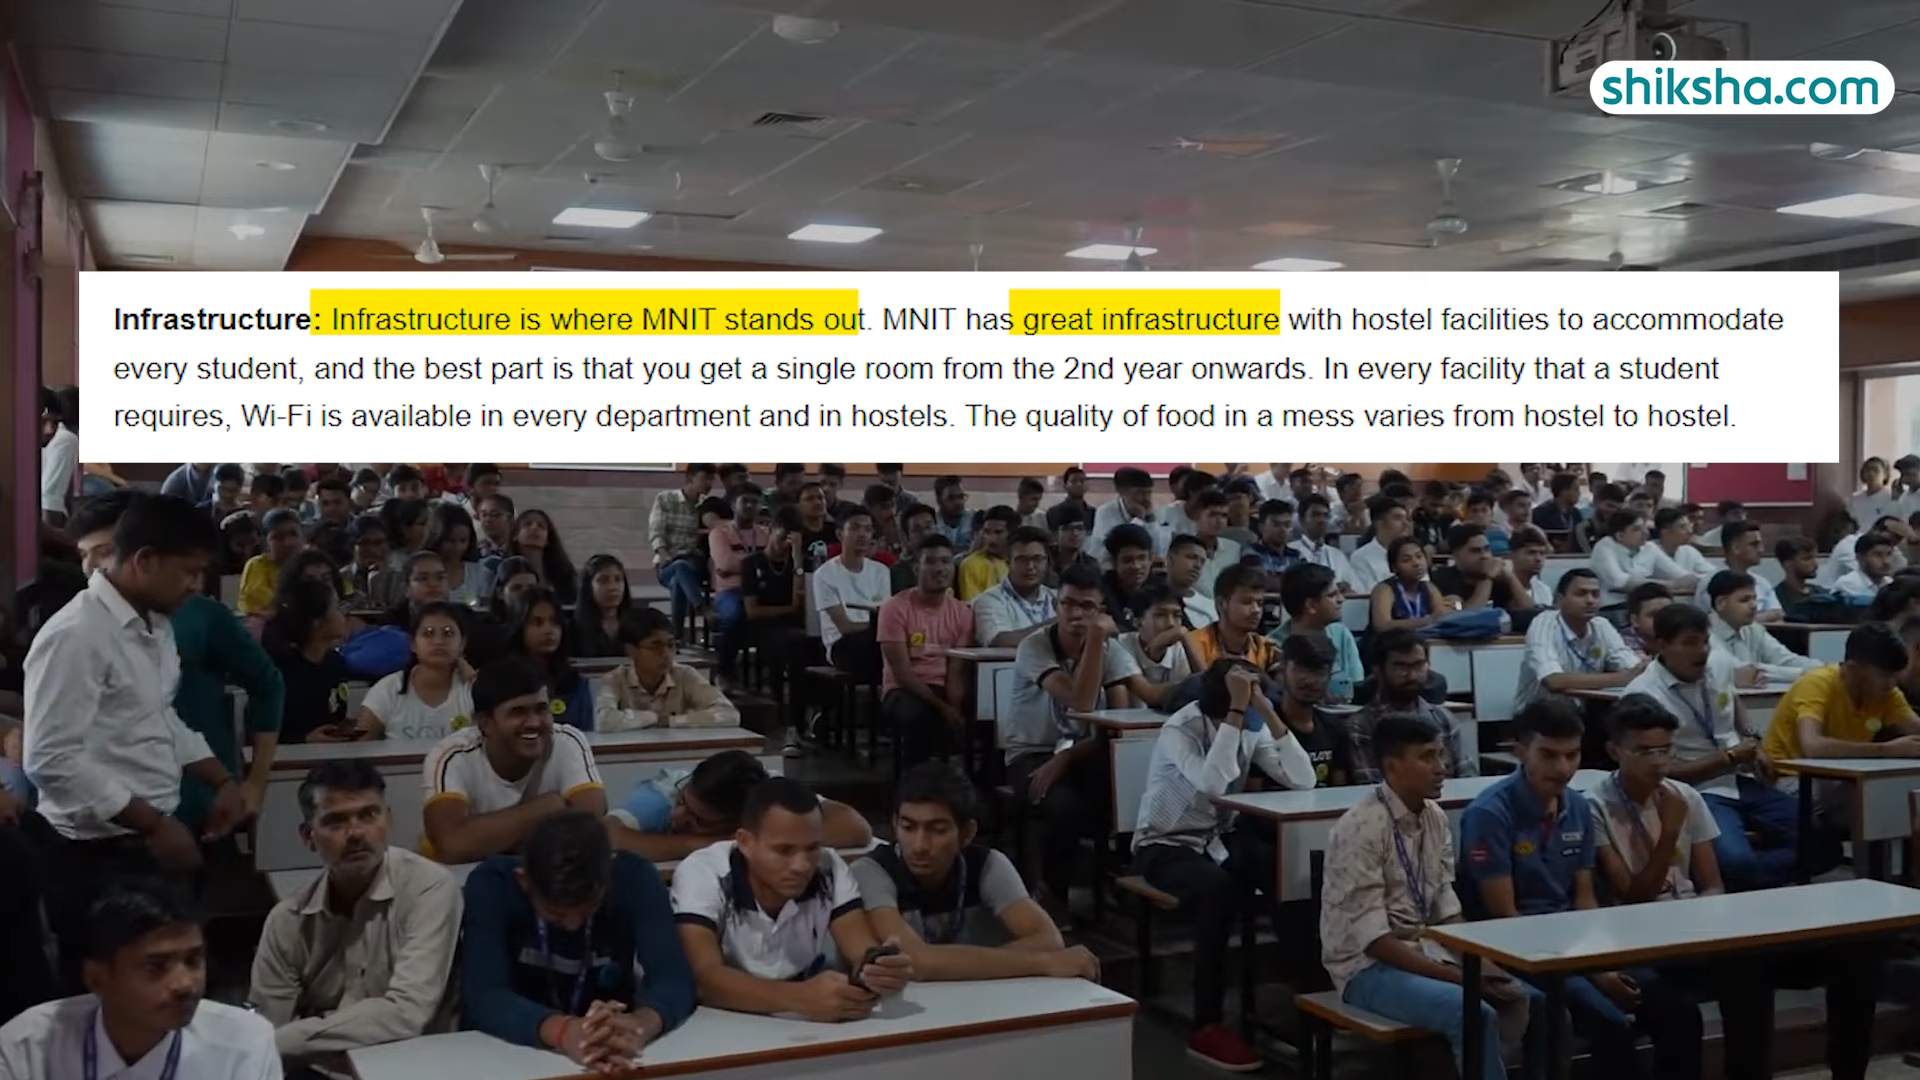 shiksha.com
Infrastructure: Infrastructure is where MNIT stands out. MNIT has great infrastructure with hostel facilities to accommodate
every student, and the best part is that you get a single room from the 2nd year onwards. In every facility that a student
requires, Wi-Fi is available in every department and in hostels. The quality of food in a mess varies from hostel to hostel.